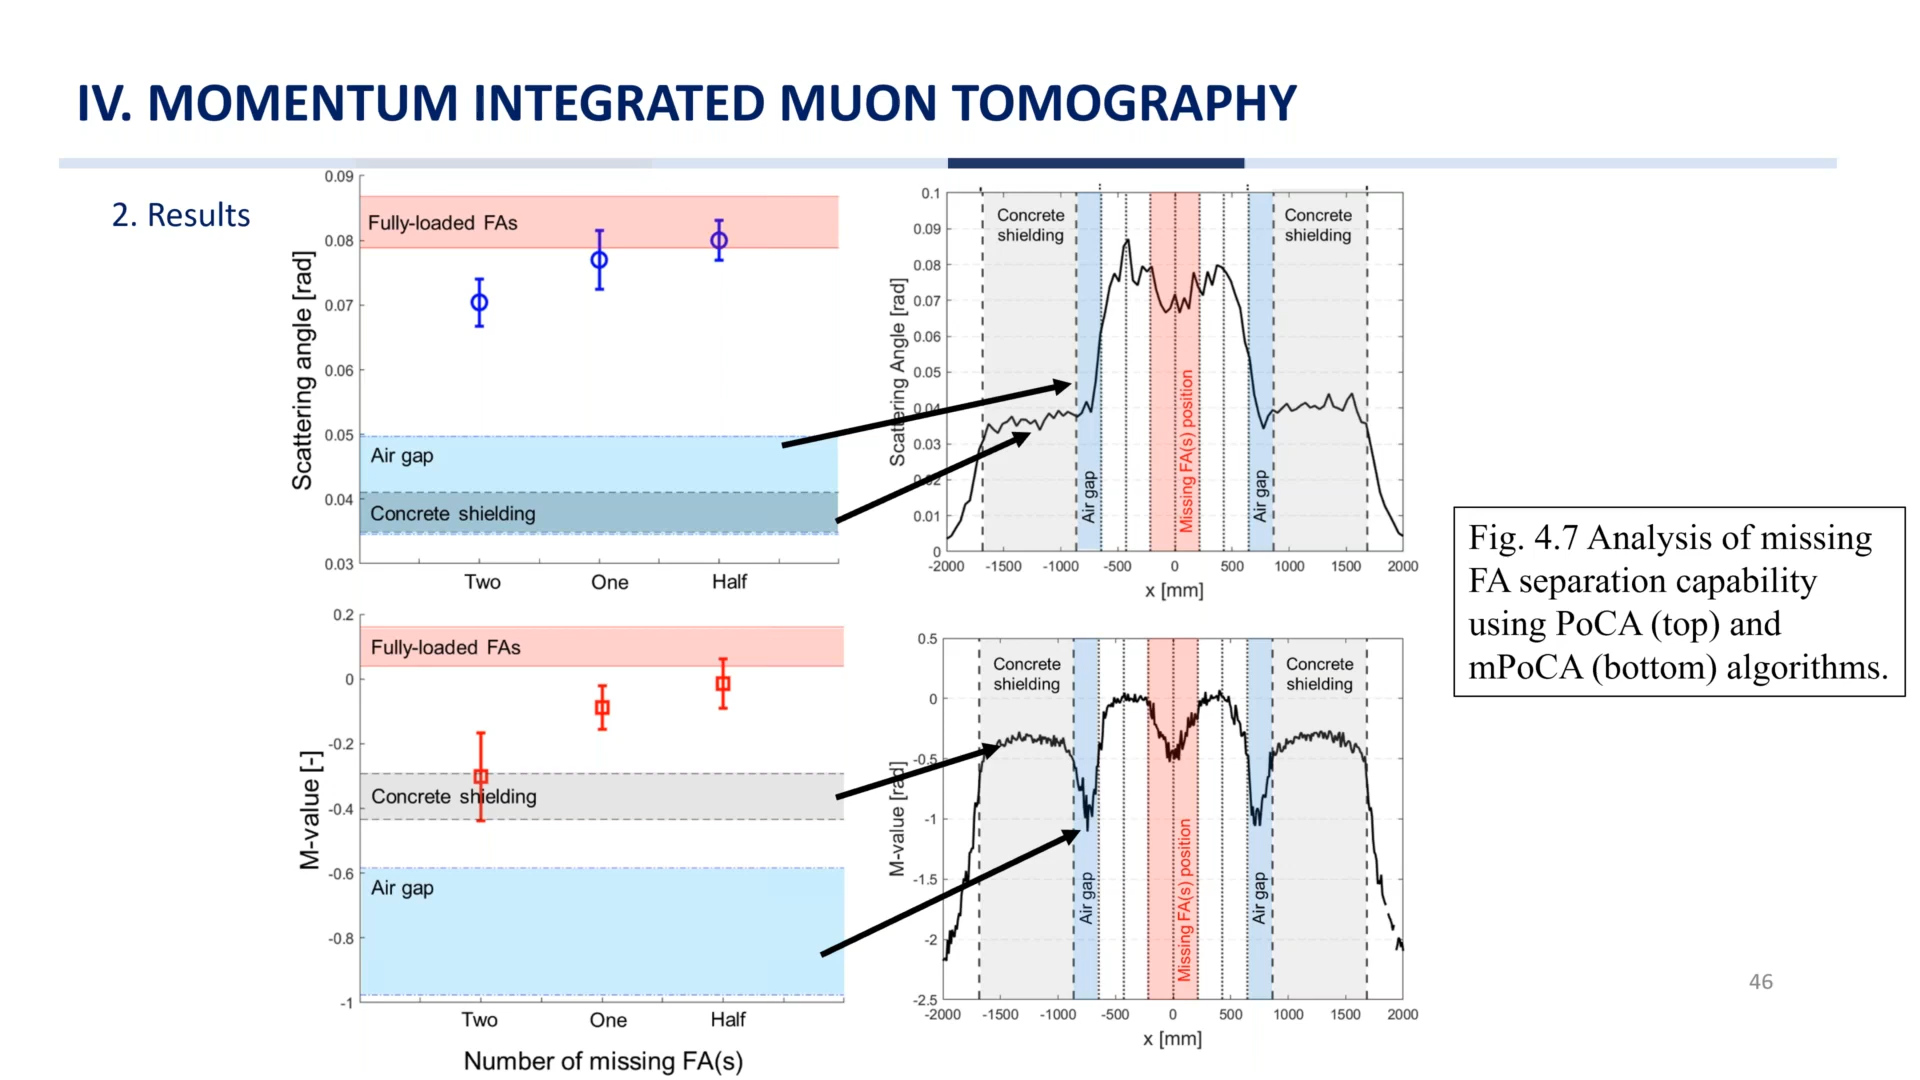 IV. MOMENTUM INTEGRATED MUON TOMOGRAPHY
2. Results
Scattering angle [rad]
0.09
0.08
0.07
0.06
0.05
0.04
0.03
Fully-loaded FAs
Air gap
Concrete shielding
Two One Half
Scattering Angle [rad]
0.1
0.09
0.08
0.07
0.06
0.05
0.04
0.03
0.02
0.01
0
Concrete
shielding
Air gap
Missing FA(s) position
Air gap
Concrete
shielding
-2000 -1500 -1000 -500 0 500 1000 1500 2000
x [mm]
M-value [-]
0.2
0
-0.2
-0.4
-0.6
-0.8
-1
Fully-loaded FAs
Concrete shielding
Air gap
Two One Half
Number of missing FA(s)
M-value [rad]
0.5
0
-0.5
-1
-1.5
-2
-2.5
Concrete
shielding
Air gap
Missing FA(s) position
Air gap
Concrete
shielding
-2000 -1500 -1000 -500 0 500 1000 1500 2000
x [mm]
Fig. 4.7 Analysis of missing
FA separation capability
using PoCA (top) and
mPoCA (bottom) algorithms.
46